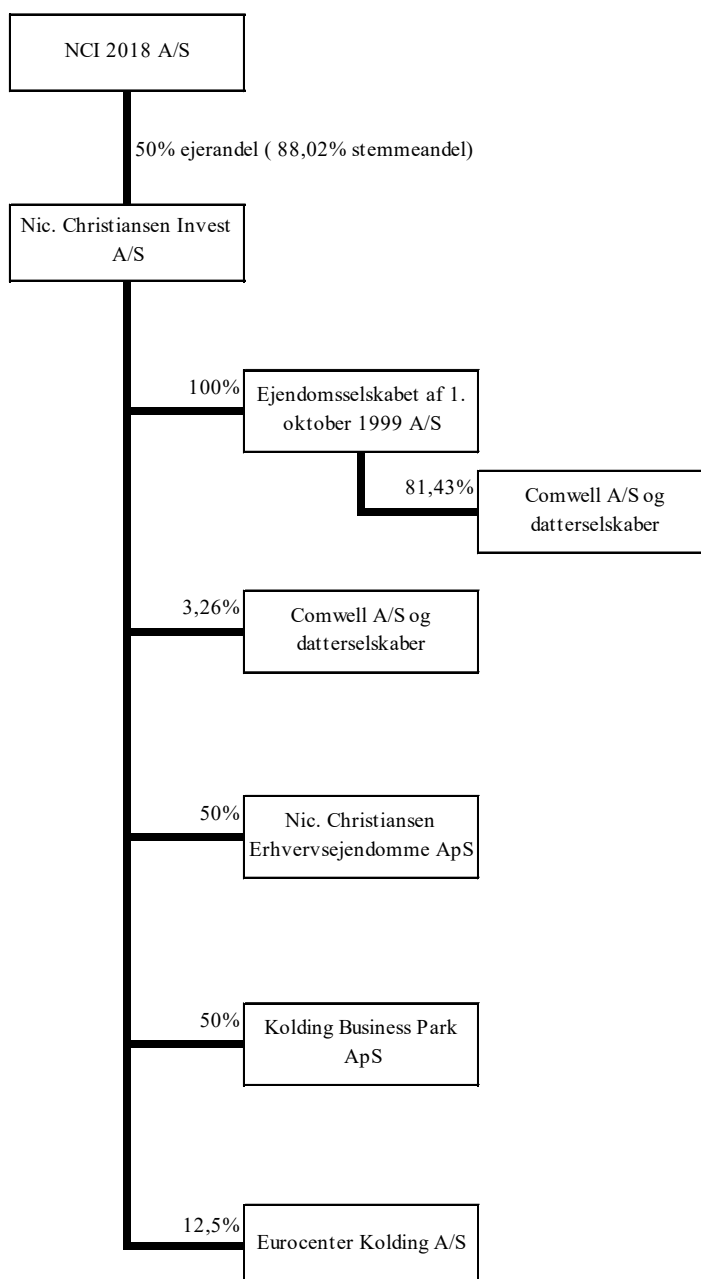 NCI 2018 A/S
50% ejerandel ( 88,02% stemmeandel)
Nic. Christiansen Invest
A/S
100%
Ejendomsselskabet af 1.
oktober 1999 A/S
81,43%
Comwell A/S og
datterselskaber
3,26%
Comwell A/S og
datterselskaber
50%
Nic. Christiansen
Erhvervsejendomme ApS
50%
Kolding Business Park
ApS
12,5%
Eurocenter Kolding A/S